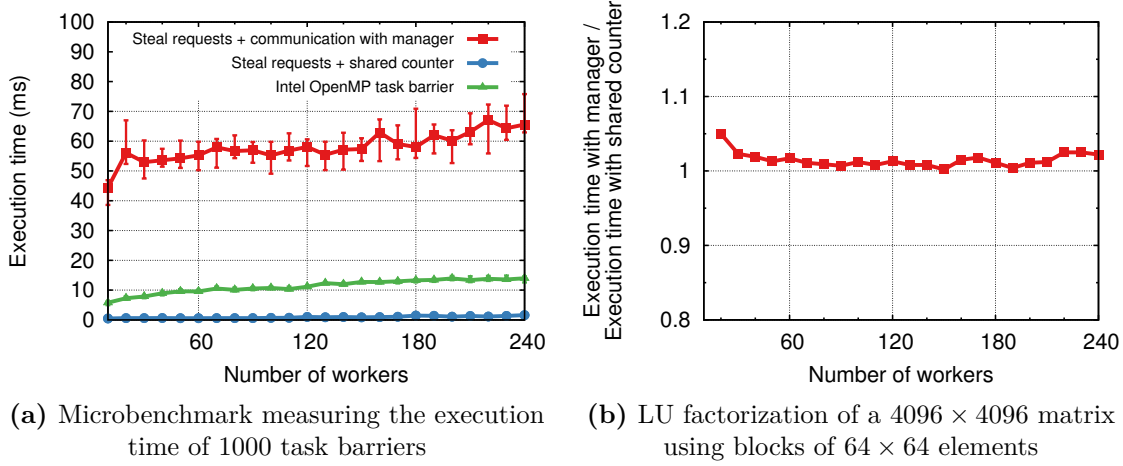 Steal requests + communication with manager
Steal requests + shared counter
Intel OpenMP task barrier
Execution time (ms)
100
90
80
70
60
50
40
30
20
10
0
60
120
180
240
Number of workers
(a) Microbenchmark measuring the execution
time of 1000 task barriers
Execution time with manager /
Execution time with shared counter
1.2
1.1
1
0.9
0.8
60
120
180
240
Number of workers
(b) LU factorization of a 4096 × 4096 matrix
using blocks of 64 × 64 elements